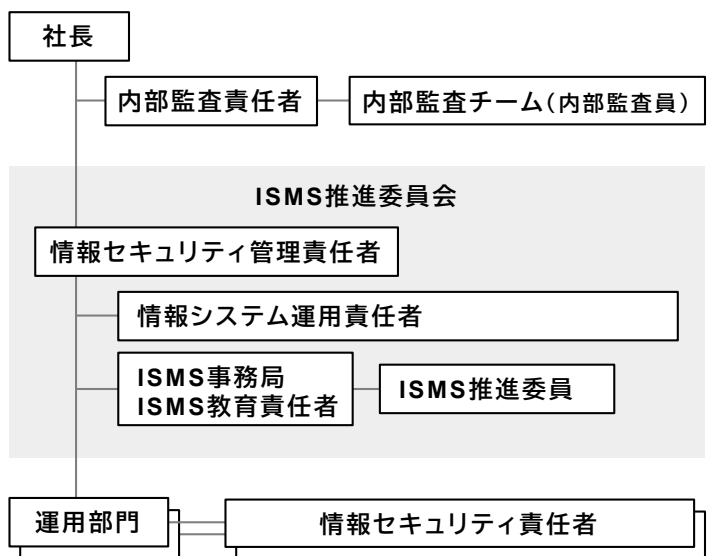 社長
内部監査責任者
内部監査チーム（内部監査員）
ISMS推進委員会
情報セキュリティ管理責任者
情報システム運用責任者
ISMS事務局
ISMS教育責任者
ISMS推進委員
運用部門
情報セキュリティ責任者